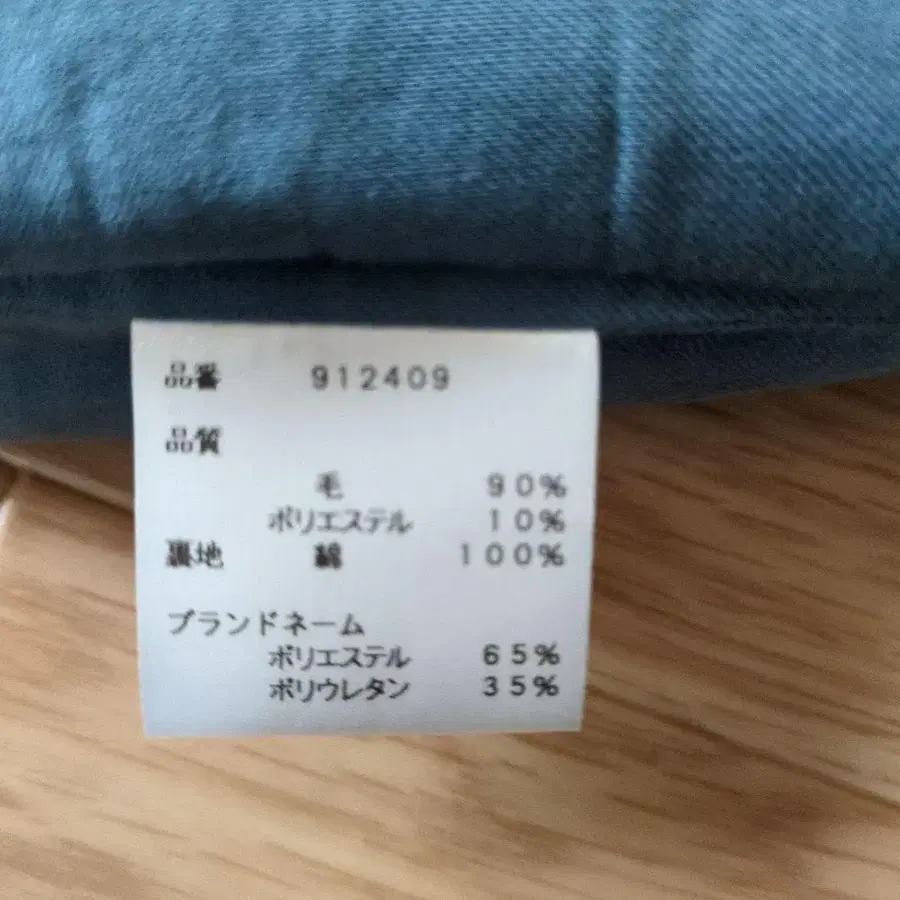 品番 912409
品質
毛 90%
ポリエステル 10%
裏地 綿 100%
ブランドネーム
ポリエステル 65%
ポリウレタン 35%